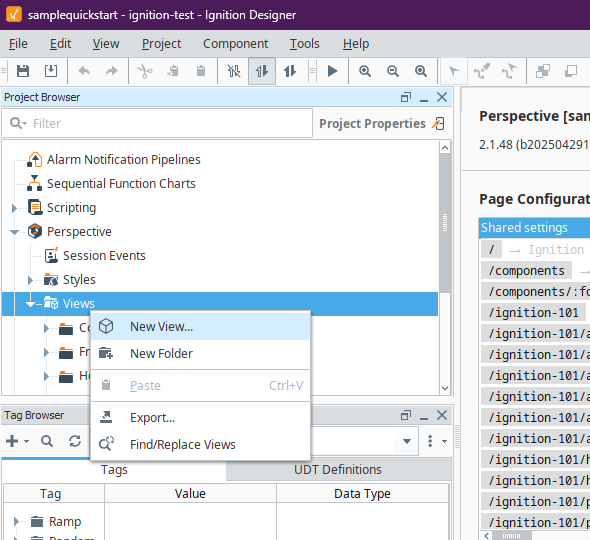 samplequickstart - ignition-test - Ignition Designer
File Edit View Project Component Tools Help
Project Browser
Filter
Project Properties
Alarm Notification Pipelines
Sequential Function Charts
Scripting
Perspective
Session Events
Styles
Views
New View...
New Folder
Paste Ctrl+V
Export...
Find/Replace Views
Tag Browser
Tags UDT Definitions
Tag Value Data Type
Ramp
Perspective [sam
2.1.48 (b202504291
Page Configurat
Shared settings
/ → Ignition
/components →
/components/:fo
/ignition-101
/ignition-101/a
/ignition-101/a
/ignition-101/a
/ignition-101/a
/ignition-101/a
/ignition-101/a
/ignition-101/h
/ignition-101/h
/ignition-101/p
/ignition-101/p